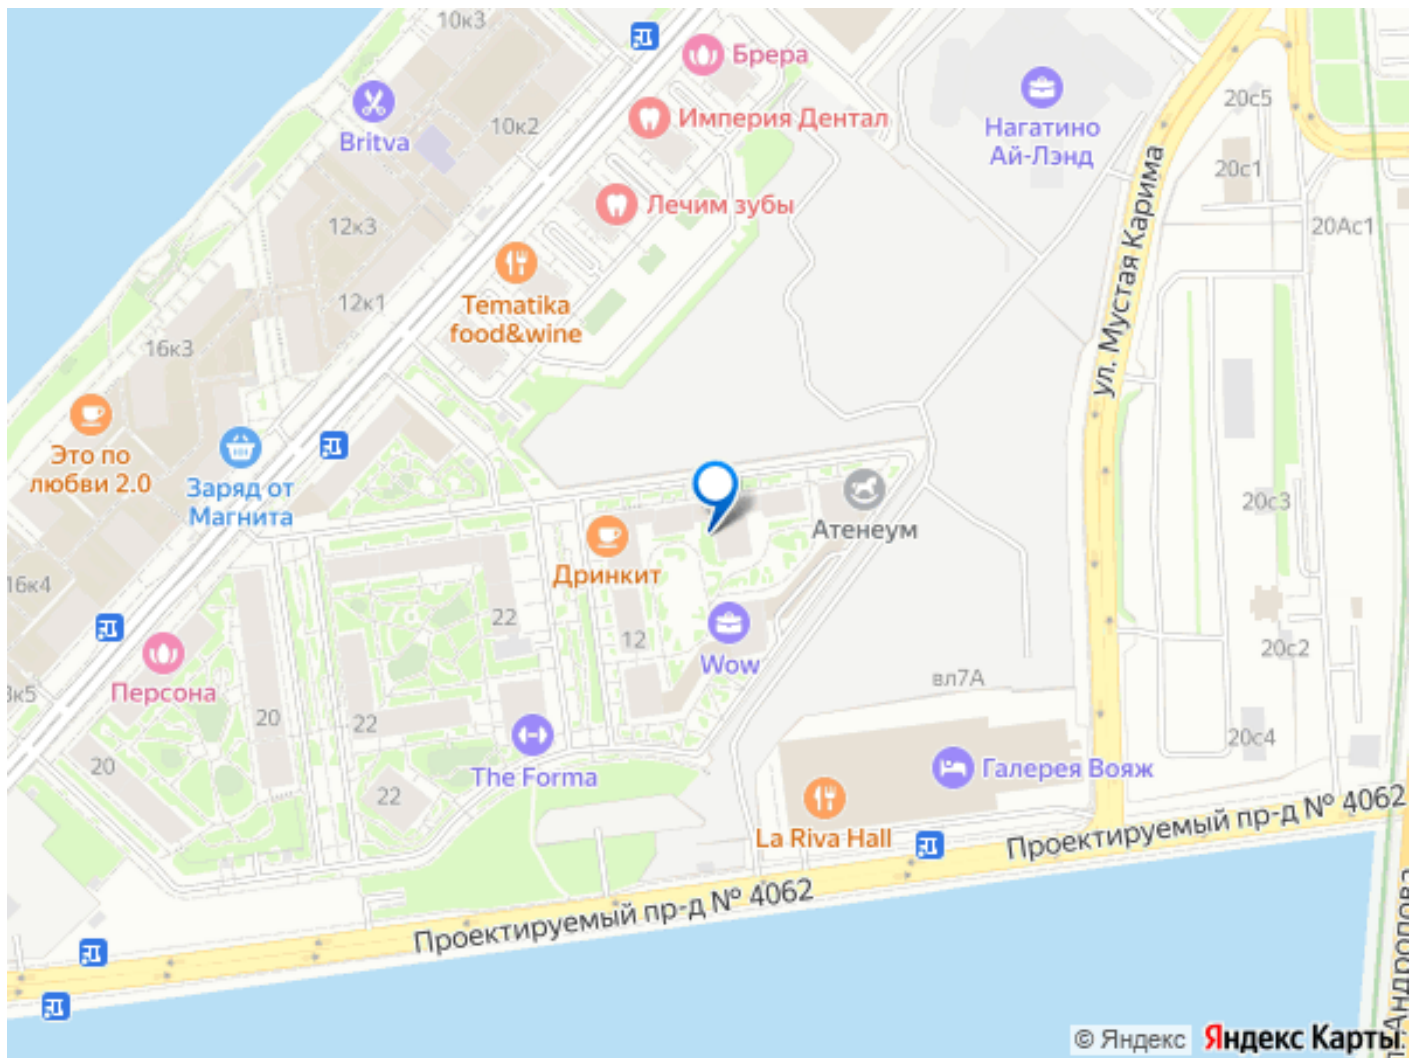 10к3
Брера
Britva
10к2
Империя Дентал
Нагатино
Ай-Лэнд
20с5
20с1
ул. Мустая Карима
20Ас1
Лечим зубы
12к3
12к1
Tematika
food&wine
16к3
Это по
любви 2.0
Заряд от
Магнита
Атенеум
20с3
Дринкит
16к4
22
12
Wow
20с2
Персона
вл7А
20
22
20с4
20
The Forma
22
Галерея Вояж
La Riva Hall
Проектируемый пр-д № 4062
Проектируемый пр-д № 4062
Андропова
© Яндекс Яндекс Карты